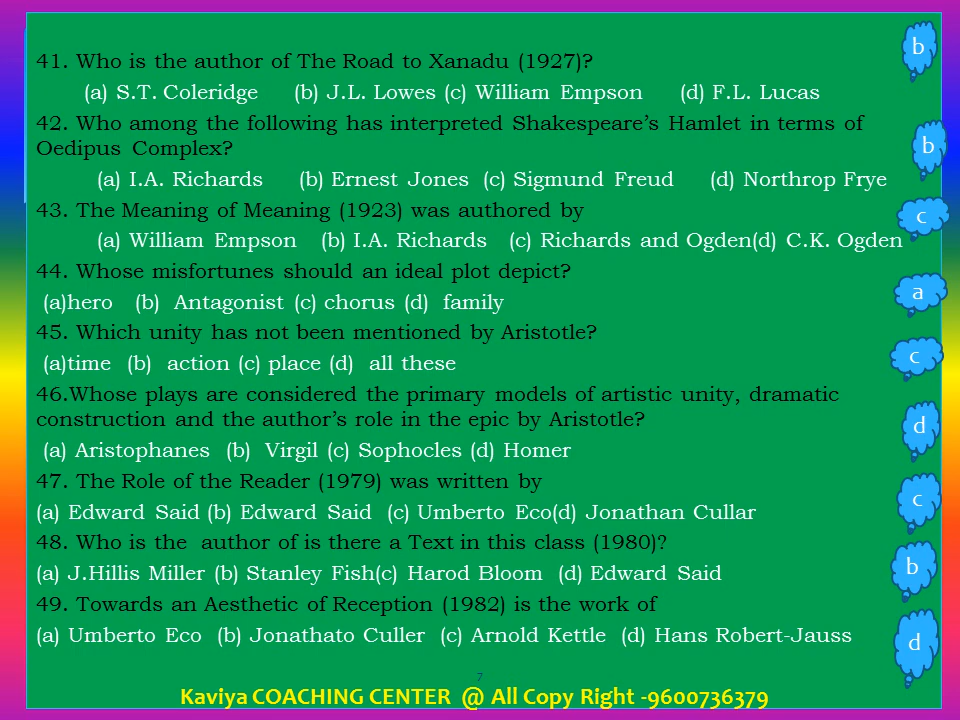 41. Who is the author of The Road to Xanadu (1927)?
b
(a) S.T. Coleridge (b) J.L. Lowes (c) William Empson (d) F.L. Lucas
42. Who among the following has interpreted Shakespeare’s Hamlet in terms of
Oedipus Complex?
b
(a) I.A. Richards (b) Ernest Jones (c) Sigmund Freud (d) Northrop Frye
43. The Meaning of Meaning (1923) was authored by
c
(a) William Empson (b) I.A. Richards (c) Richards and Ogden(d) C.K. Ogden
44. Whose misfortunes should an ideal plot depict?
a
(a)hero (b) Antagonist (c) chorus (d) family
45. Which unity has not been mentioned by Aristotle?
c
(a)time (b) action (c) place (d) all these
46.Whose plays are considered the primary models of artistic unity, dramatic
construction and the author’s role in the epic by Aristotle?
d
(a) Aristophanes (b) Virgil (c) Sophocles (d) Homer
47. The Role of the Reader (1979) was written by
c
(a) Edward Said (b) Edward Said (c) Umberto Eco(d) Jonathan Cullar
48. Who is the author of is there a Text in this class (1980)?
b
(a) J.Hillis Miller (b) Stanley Fish(c) Harod Bloom (d) Edward Said
49. Towards an Aesthetic of Reception (1982) is the work of
d
(a) Umberto Eco (b) Jonathato Culler (c) Arnold Kettle (d) Hans Robert-Jauss
7
Kaviya COACHING CENTER @ All Copy Right -9600736379